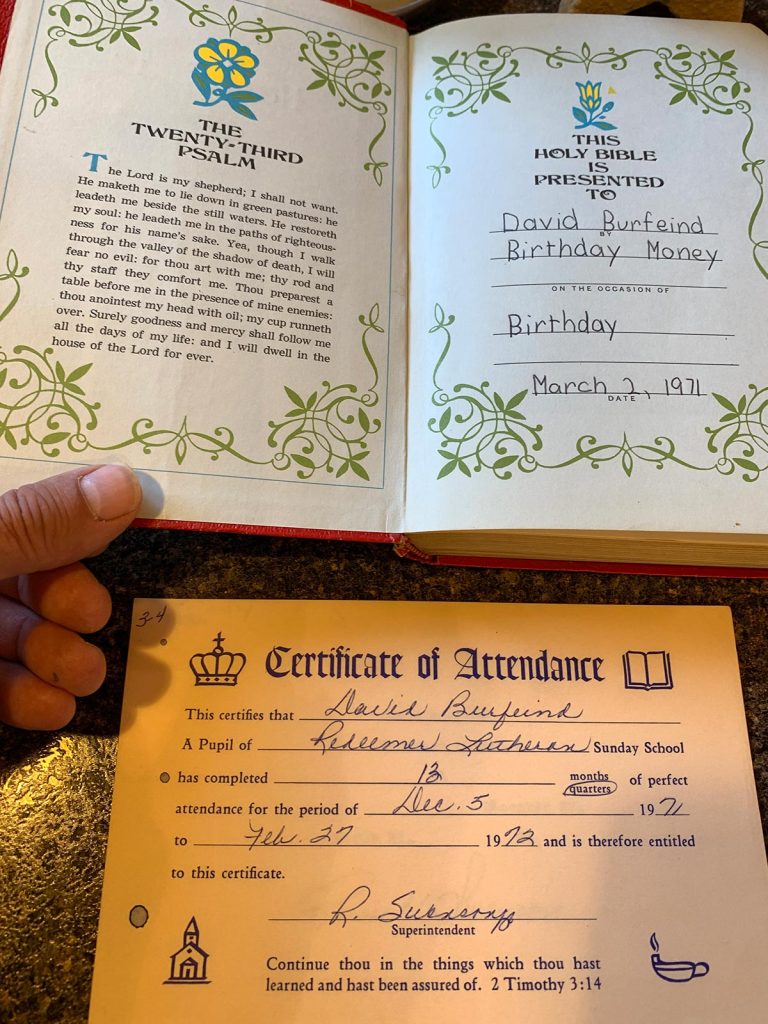 THE
TWENTY-THIRD
PSALM
The Lord is my shepherd; I shall not want.
He maketh me to lie down in green pastures: he
leadeth me beside the still waters. He restoreth
my soul: he leadeth me in the paths of righteous-
ness for his name's sake. Yea, though I walk
through the valley of the shadow of death, I will
fear no evil: for thou art with me; thy rod and
thy staff they comfort me. Thou preparest a
table before me in the presence of mine enemies:
thou anointest my head with oil; my cup runneth
over. Surely goodness and mercy shall follow me
all the days of my life: and I will dwell in the
house of the Lord for ever.
THIS
HOLY BIBLE
IS
PRESENTED
TO
David Burfeind
BY
Birthday Money
ON THE OCCASION OF
Birthday
March 2, 1971
DATE
3-4
Certificate of Attendance
This certifies that David Burfeind
A Pupil of Redeemer Lutheran Sunday School
has completed 13 months quarters of perfect
attendance for the period of Dec. 5 1971
to Feb. 27 1972 and is therefore entitled
to this certificate.
R.
Superintendent
Continue thou in the things which thou hast
learned and hast been assured of. 2 Timothy 3:14